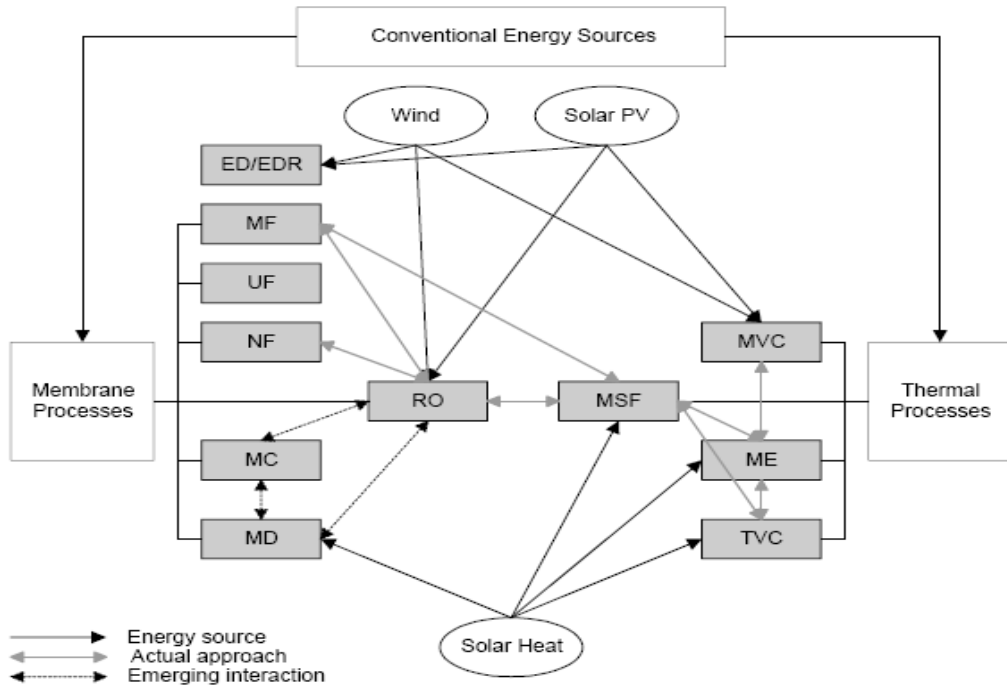 Conventional Energy Sources
Wind
Solar PV
ED/EDR
MF
UF
NF
MVC
Membrane
Processes
RO
MSF
Thermal
Processes
MC
ME
MD
TVC
Solar Heat
Energy source
Actual approach
Emerging interaction